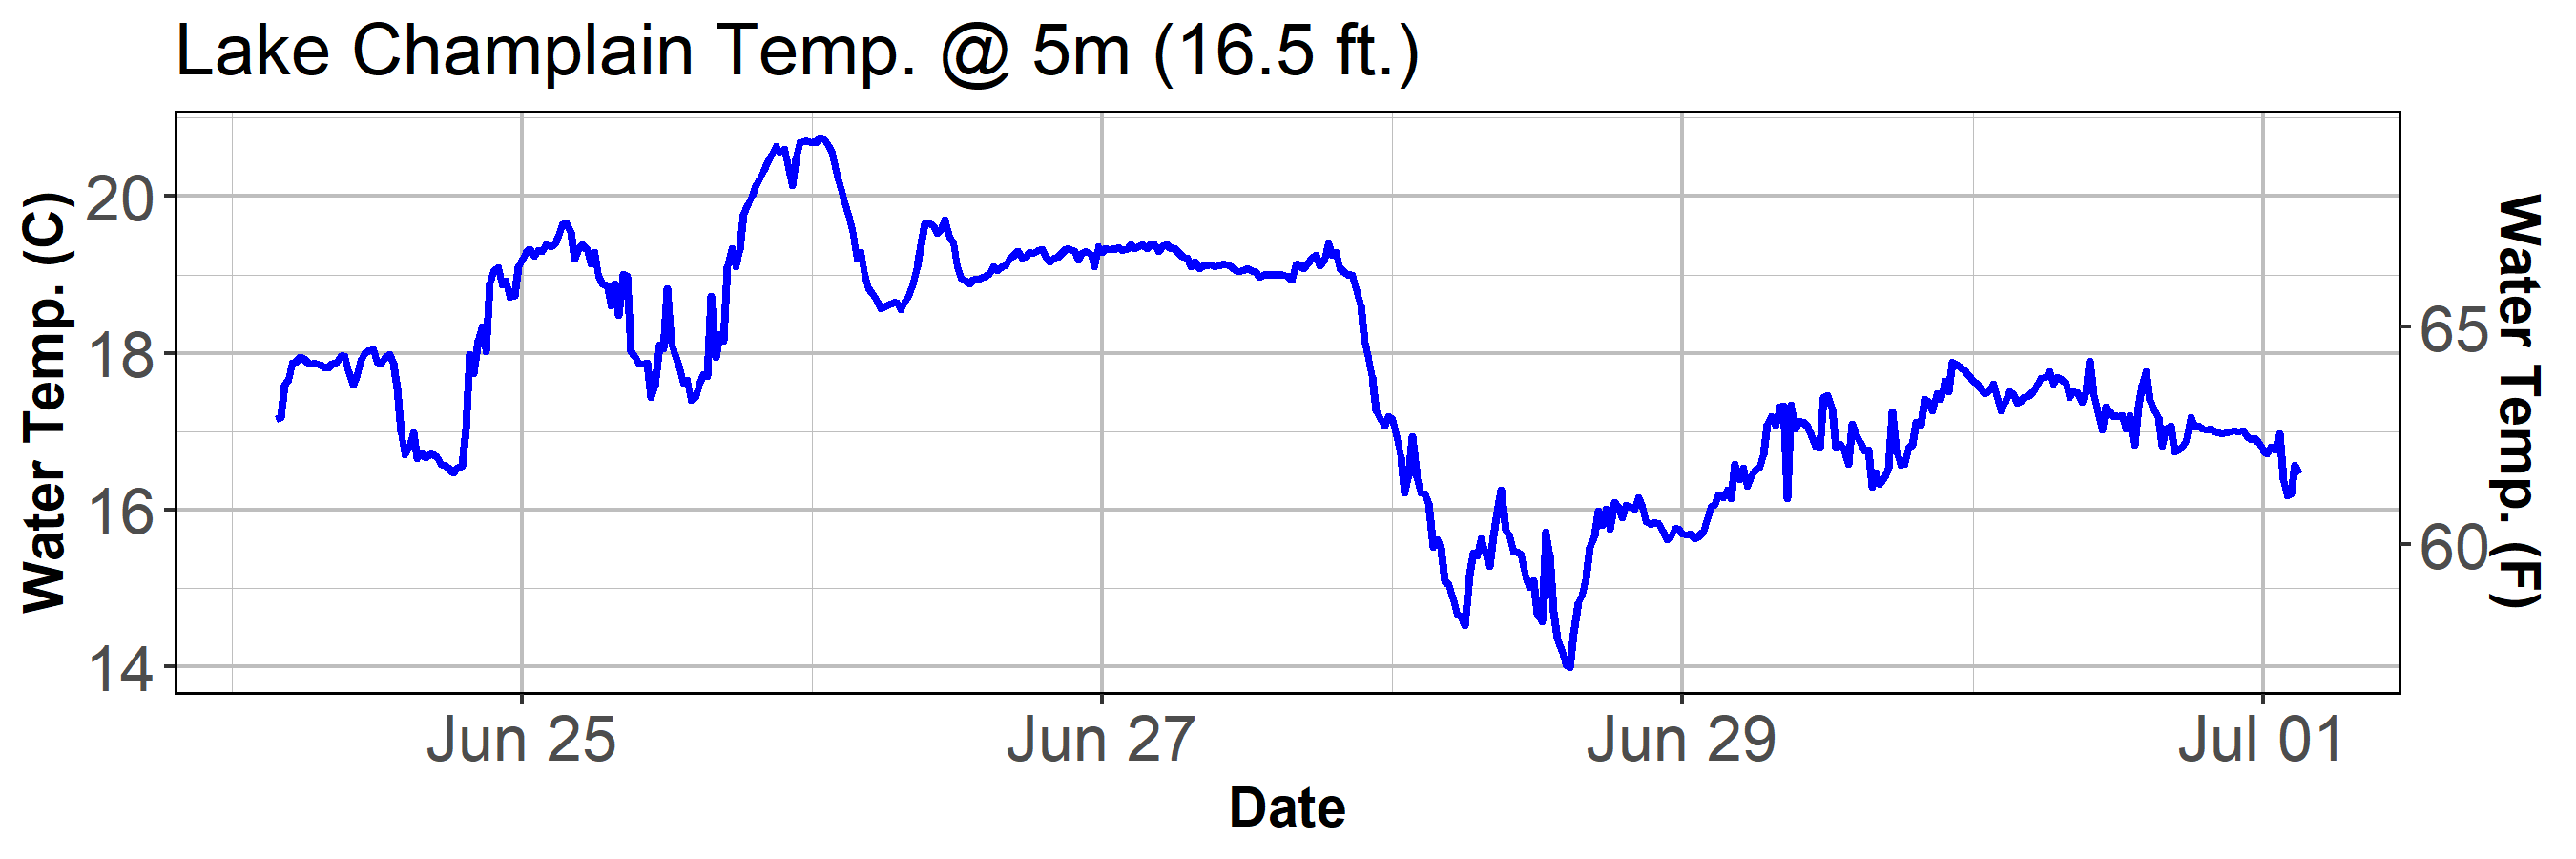 Lake Champlain Temp. @ 5m (16.5 ft.)
Water Temp. (C)
20
18
16
14
65
60
Water Temp. (F)
Jun 25 Jun 27 Jun 29 Jul 01
Date